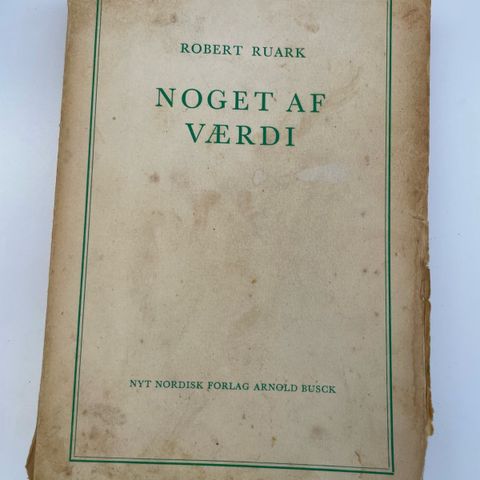 ROBERT RUARK
NOGET AF
VÆRDI
NYT NORDISK FORLAG ARNOLD BUSCK